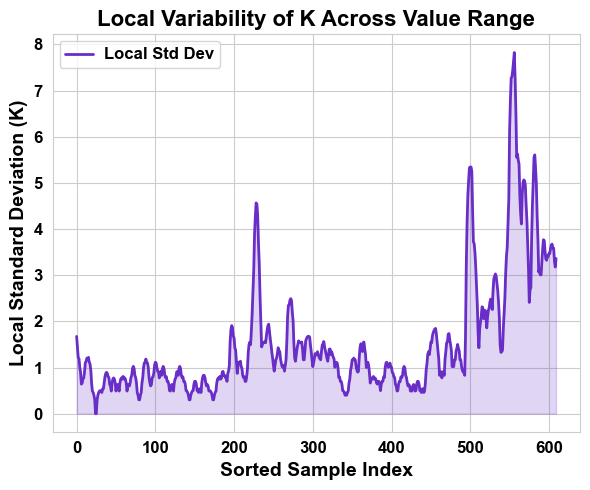 Local Variability of K Across Value Range
Local Std Dev
Local Standard Deviation (K)
8
7
6
5
4
3
2
1
0
0 100 200 300 400 500 600
Sorted Sample Index